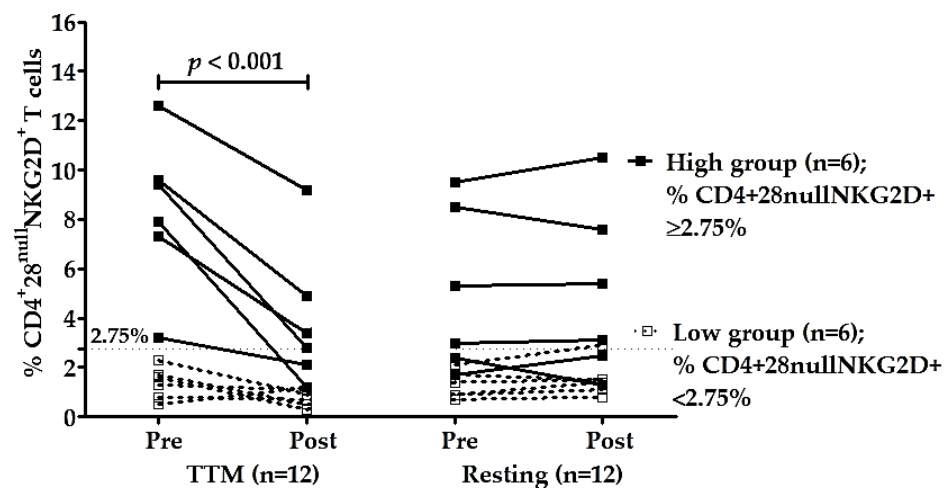 % CD4⁺28ⁿᵘˡˡNKG2D⁺ T cells
16
14
12
10
8
6
4
2
0
p < 0.001
2.75%
Pre
Post
Pre
Post
TTM (n=12)
Resting (n=12)
High group (n=6);
% CD4+28nullNKG2D+
≥2.75%
Low group (n=6);
% CD4+28nullNKG2D+
<2.75%